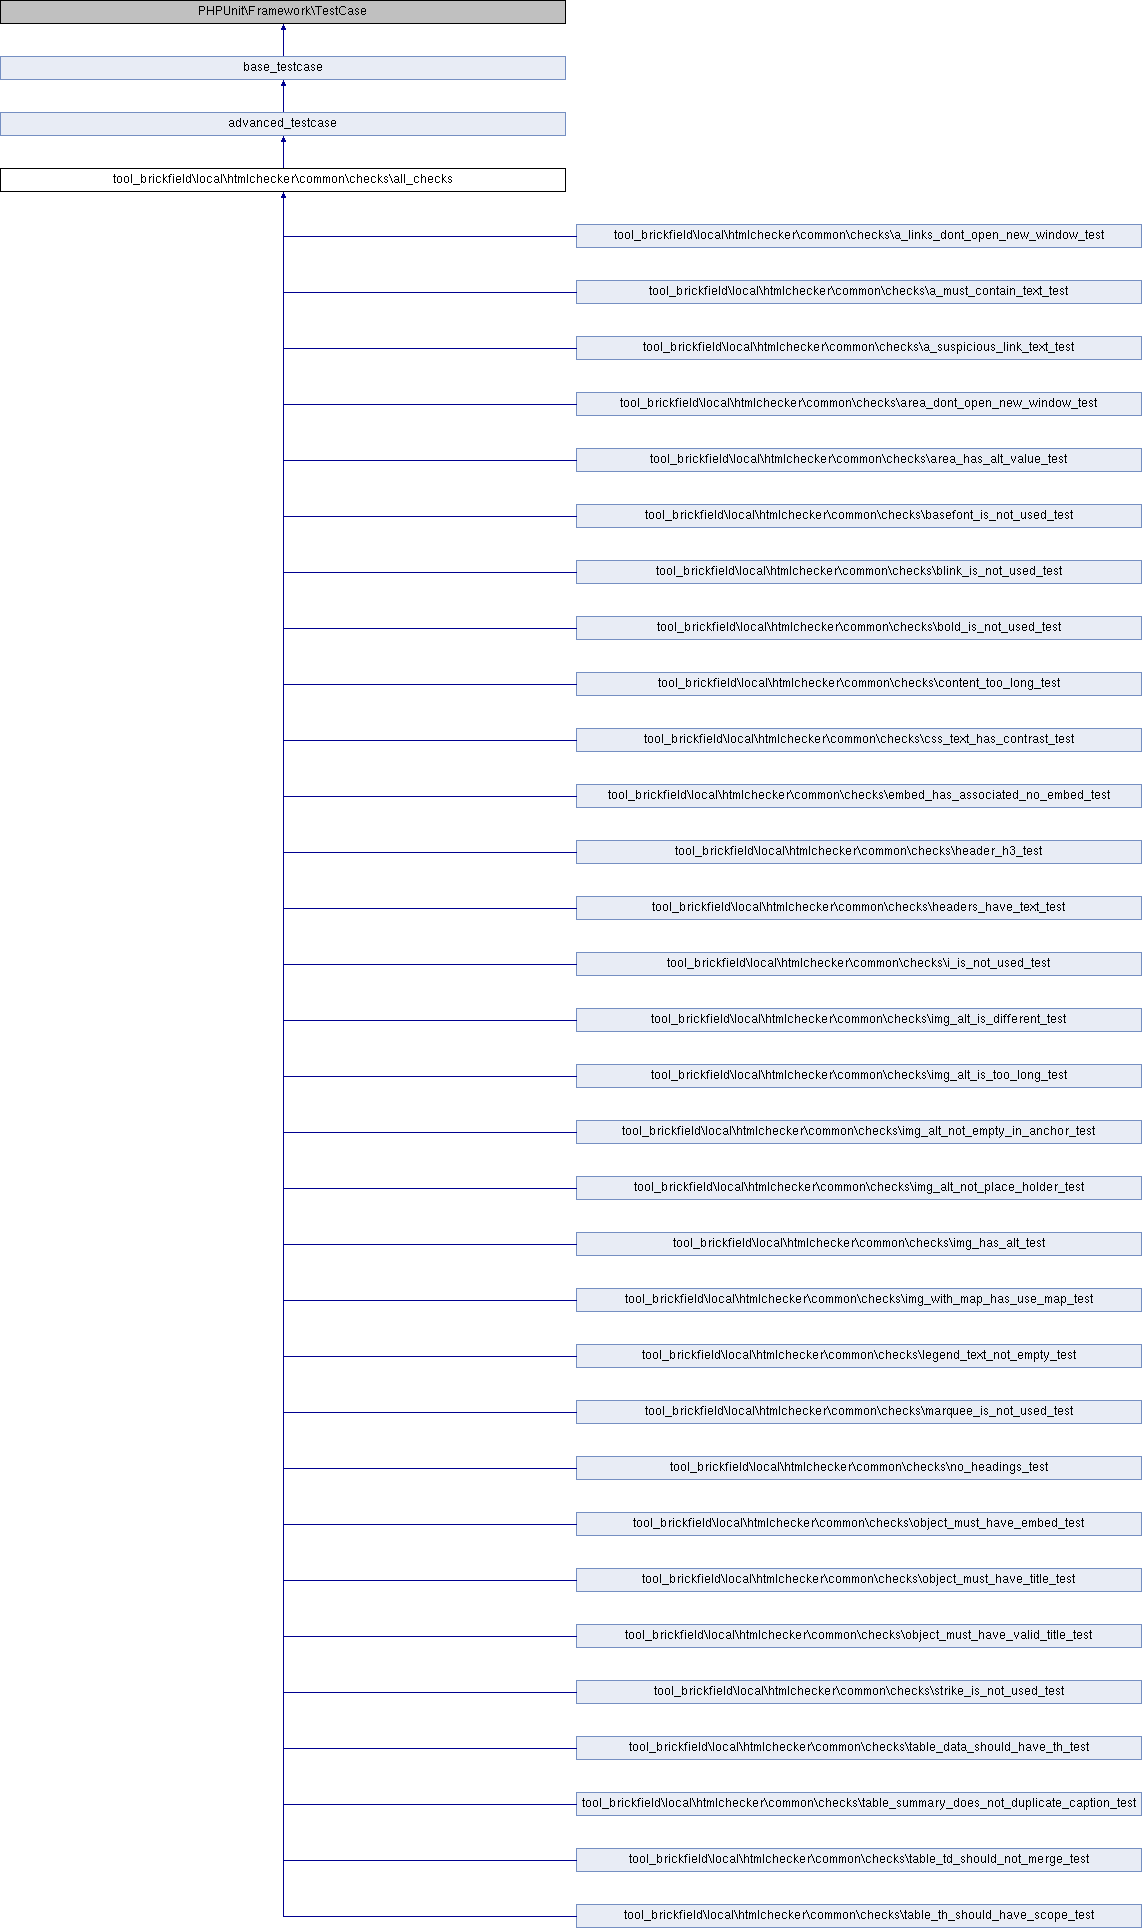 PHPUnit\Framework\TestCase
base_testcase
advanced_testcase
tool_brickfield\local\htmlchecker\common\checks\all_checks
tool_brickfield\local\htmlchecker\common\checks\a_links_dont_open_new_window_test
tool_brickfield\local\htmlchecker\common\checks\a_must_contain_text_test
tool_brickfield\local\htmlchecker\common\checks\a_suspicious_link_text_test
tool_brickfield\local\htmlchecker\common\checks\area_dont_open_new_window_test
tool_brickfield\local\htmlchecker\common\checks\area_has_alt_value_test
tool_brickfield\local\htmlchecker\common\checks\basefont_is_not_used_test
tool_brickfield\local\htmlchecker\common\checks\blink_is_not_used_test
tool_brickfield\local\htmlchecker\common\checks\bold_is_not_used_test
tool_brickfield\local\htmlchecker\common\checks\content_too_long_test
tool_brickfield\local\htmlchecker\common\checks\css_text_has_contrast_test
tool_brickfield\local\htmlchecker\common\checks\embed_has_associated_no_embed_test
tool_brickfield\local\htmlchecker\common\checks\header_h3_test
tool_brickfield\local\htmlchecker\common\checks\headers_have_text_test
tool_brickfield\local\htmlchecker\common\checks\i_is_not_used_test
tool_brickfield\local\htmlchecker\common\checks\img_alt_is_different_test
tool_brickfield\local\htmlchecker\common\checks\img_alt_is_too_long_test
tool_brickfield\local\htmlchecker\common\checks\img_alt_not_empty_in_anchor_test
tool_brickfield\local\htmlchecker\common\checks\img_alt_not_place_holder_test
tool_brickfield\local\htmlchecker\common\checks\img_has_alt_test
tool_brickfield\local\htmlchecker\common\checks\img_with_map_has_use_map_test
tool_brickfield\local\htmlchecker\common\checks\legend_text_not_empty_test
tool_brickfield\local\htmlchecker\common\checks\marquee_is_not_used_test
tool_brickfield\local\htmlchecker\common\checks\no_headings_test
tool_brickfield\local\htmlchecker\common\checks\object_must_have_embed_test
tool_brickfield\local\htmlchecker\common\checks\object_must_have_title_test
tool_brickfield\local\htmlchecker\common\checks\object_must_have_valid_title_test
tool_brickfield\local\htmlchecker\common\checks\strike_is_not_used_test
tool_brickfield\local\htmlchecker\common\checks\table_data_should_have_th_test
tool_brickfield\local\htmlchecker\common\checks\table_summary_does_not_duplicate_caption_test
tool_brickfield\local\htmlchecker\common\checks\table_td_should_not_merge_test
tool_brickfield\local\htmlchecker\common\checks\table_th_should_have_scope_test